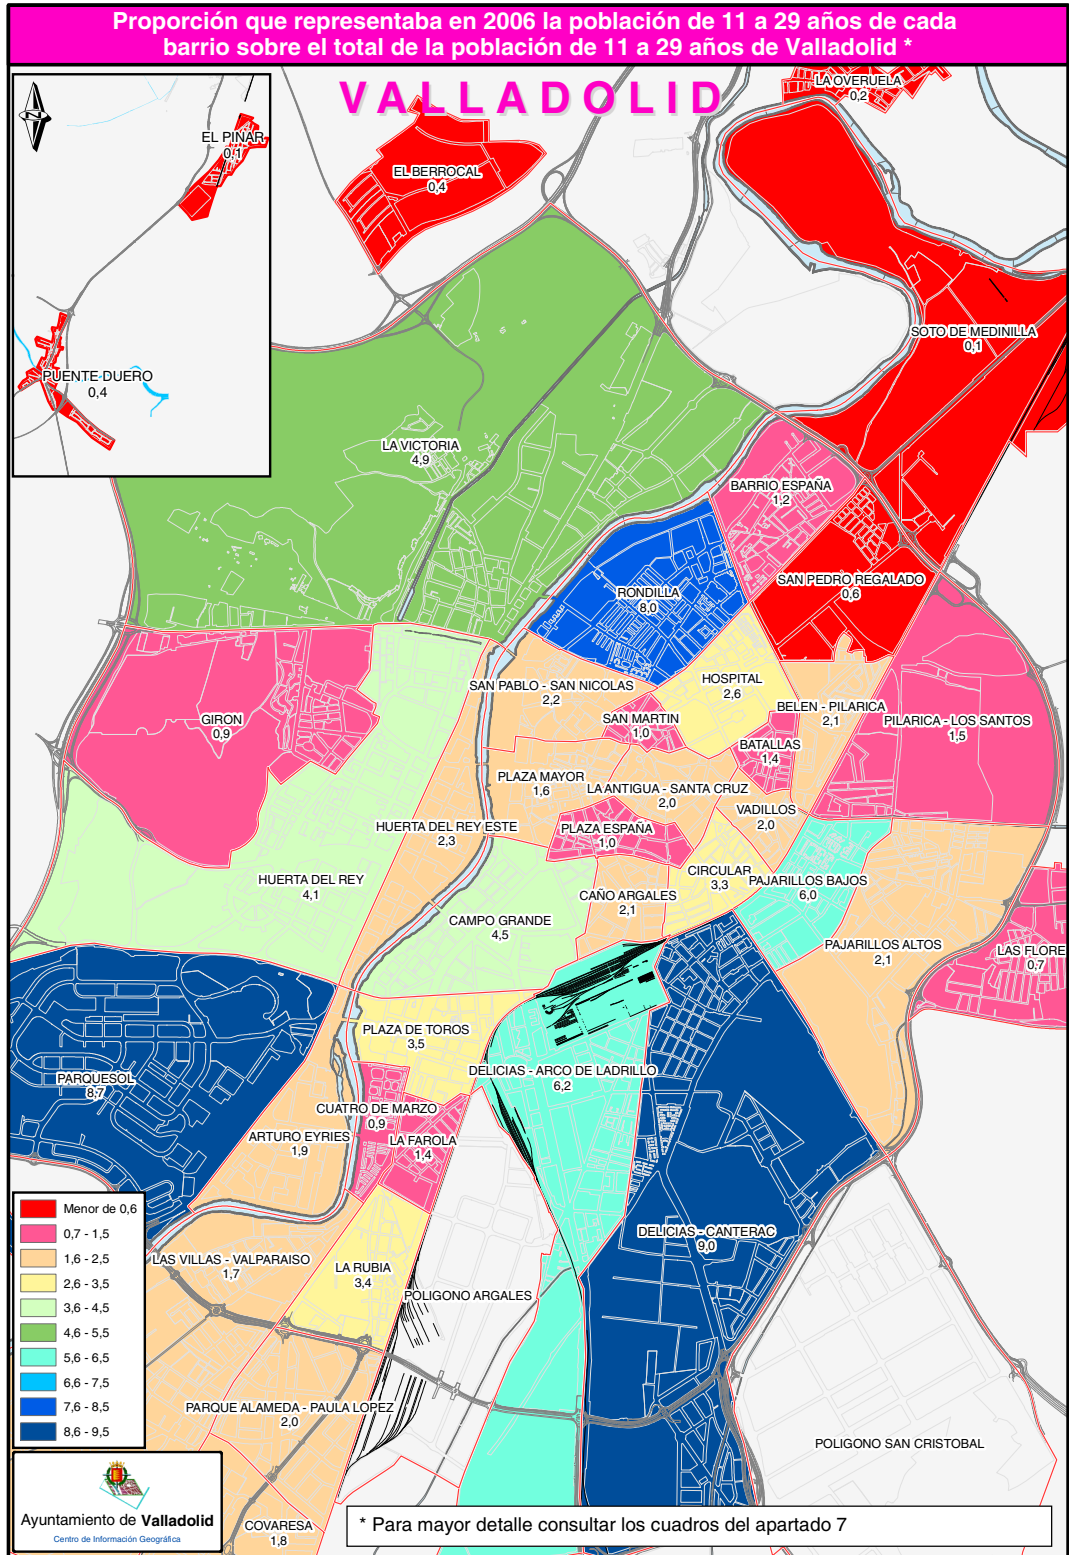 Proporción que representaba en 2006 la población de 11 a 29 años de cada
barrio sobre el total de la población de 11 a 29 años de Valladolid *
VALLADOLID
LA OVERUELA
0,2
N
EL PINAR
0,1
EL BERROCAL
0,4
SOTO DE MEDINILLA
0,1
PUENTE DUERO
0,4
LA VICTORIA
4,9
BARRIO ESPAÑA
1,2
SAN PEDRO REGALADO
0,6
RONDILLA
8,0
HOSPITAL
2,6
SAN PABLO - SAN NICOLAS
2,2
BELEN - PILARICA
2,1
GIRON
0,9
SAN MARTIN
1,0
PILARICA - LOS SANTOS
1,5
BATALLAS
1,4
PLAZA MAYOR
1,6
LA ANTIGUA - SANTA CRUZ
2,0
VADILLOS
2,0
HUERTA DEL REY ESTE
2,3
PLAZA ESPAÑA
1,0
CIRCULAR
3,3
HUERTA DEL REY
4,1
PAJARILLOS BAJOS
6,0
CAÑO ARGALES
2,1
CAMPO GRANDE
4,5
PAJARILLOS ALTOS
2,1
LAS FLORE
0,7
PLAZA DE TOROS
3,5
DELICIAS - ARCO DE LADRILLO
6,2
PARQUESOL
8,7
CUATRO DE MARZO
0,9
ARTURO EYRIES
1,9
LA FAROLA
1,4
DELICIAS - CANTERAC
9,0
LAS VILLAS - VALPARAISO
1,7
LA RUBIA
3,4
POLIGONO ARGALES
PARQUE ALAMEDA - PAULA LOPEZ
2,0
POLIGONO SAN CRISTOBAL
COVARESA
1,8
Menor de 0,6
0,7 - 1,5
1,6 - 2,5
2,6 - 3,5
3,6 - 4,5
4,6 - 5,5
5,6 - 6,5
6,6 - 7,5
7,6 - 8,5
8,6 - 9,5
Ayuntamiento de Valladolid
Centro de Información Geográfica
* Para mayor detalle consultar los cuadros del apartado 7